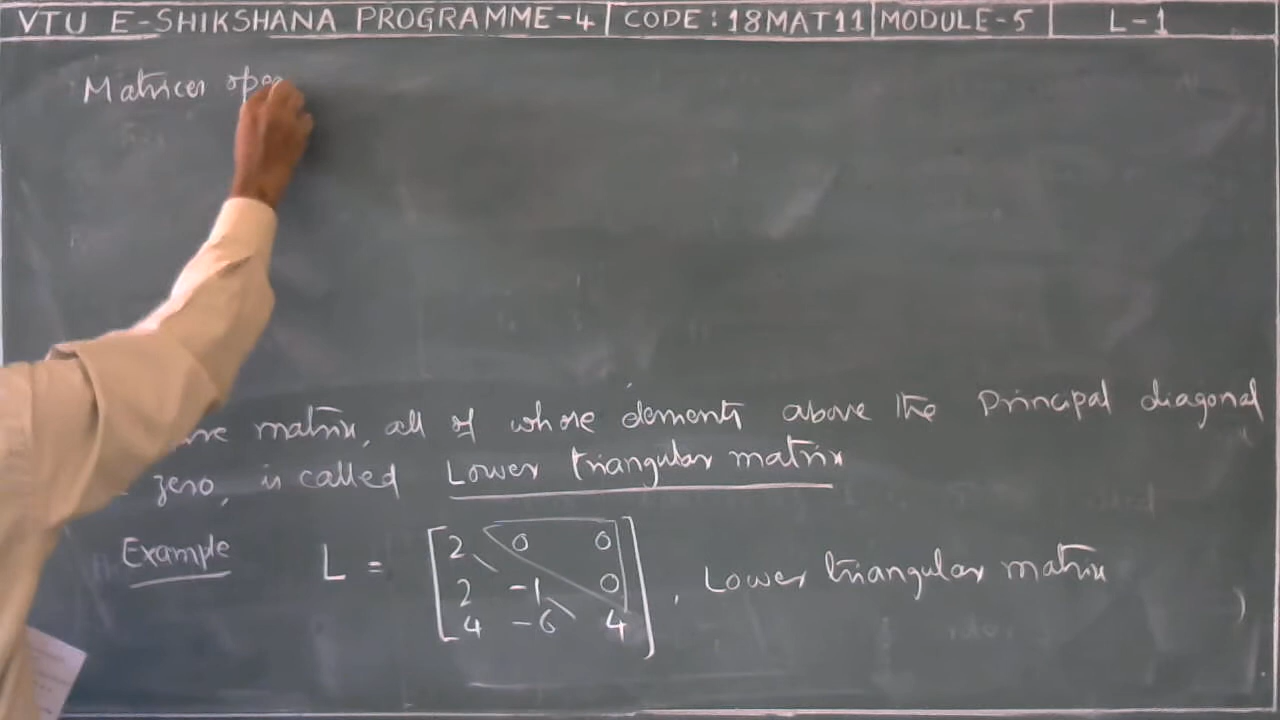 VTU E-SHIKSHANA PROGRAMME-4 | CODE: 18MAT11 | MODULE-5 | L-1
Matrices ope
matrix, all of whose elements above the principal diagonal
zero, is called Lower triangular matrix
Example L = [2 0 0
2 -1 0
4 -6 4], Lower triangular matrix